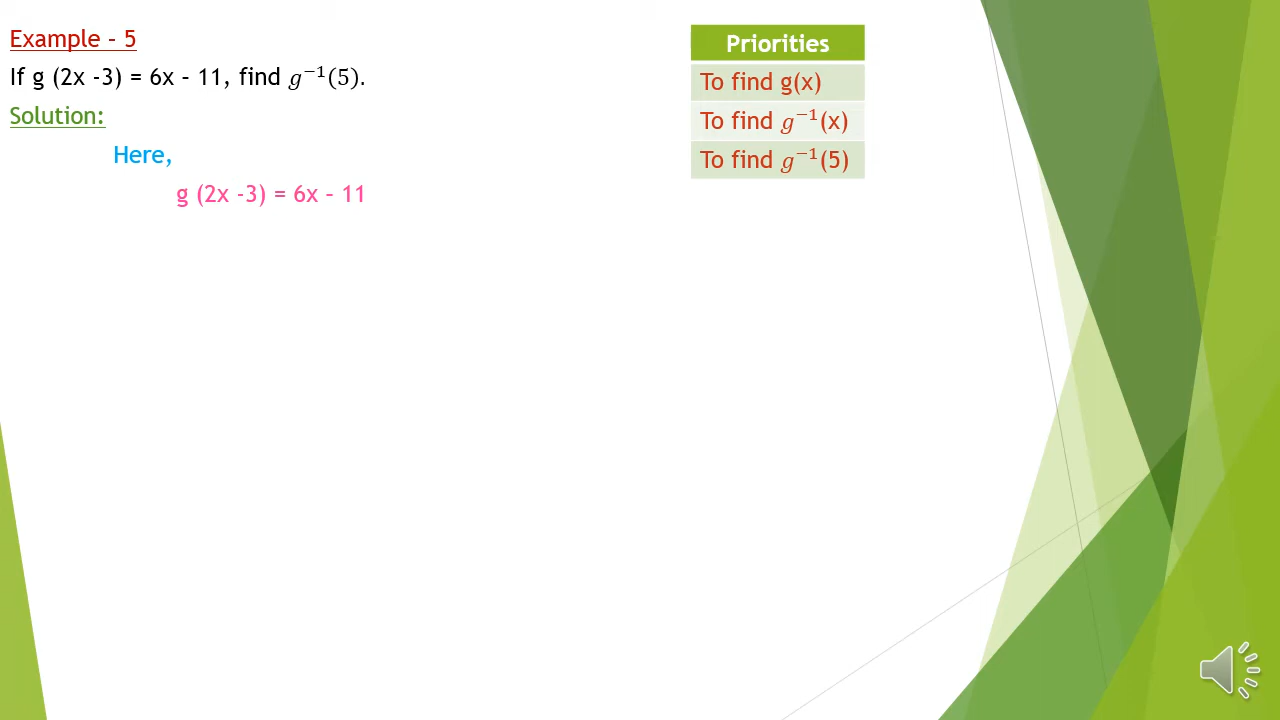 Example - 5
If g (2x -3) = 6x – 11, find g⁻¹(5).
Solution:
Here,
g (2x -3) = 6x – 11
Priorities
To find g(x)
To find g⁻¹(x)
To find g⁻¹(5)